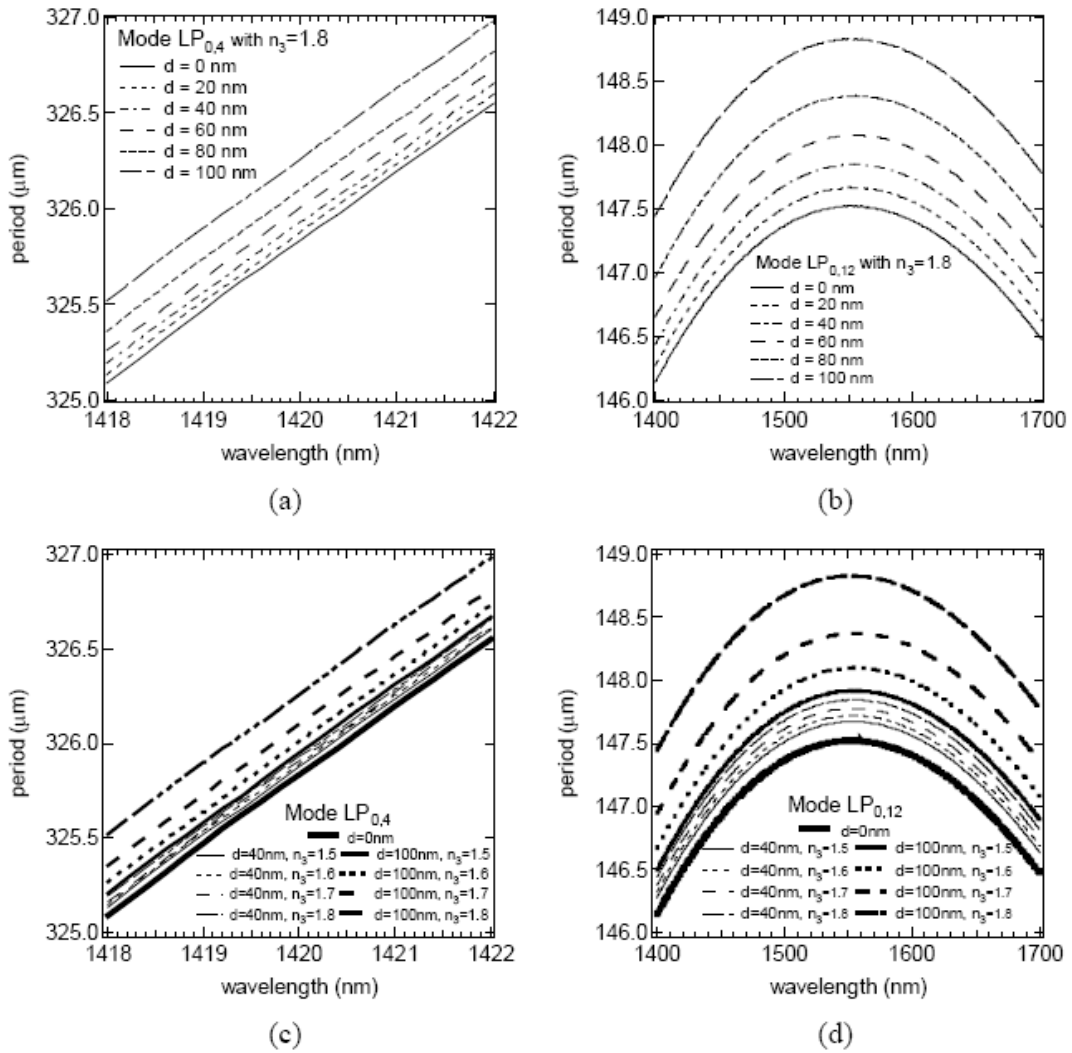 327.0
326.5
326.0
325.5
325.0
period (μm)
Mode LP0,4 with n3=1.8
d = 0 nm
d = 20 nm
d = 40 nm
d = 60 nm
d = 80 nm
d = 100 nm
1418 1419 1420 1421 1422
wavelength (nm)
(a)
149.0
148.5
148.0
147.5
147.0
146.5
146.0
period (μm)
Mode LP0,12 with n3=1.8
d = 0 nm
d = 20 nm
d = 40 nm
d = 60 nm
d = 80 nm
d = 100 nm
1400 1500 1600 1700
wavelength (nm)
(b)
327.0
326.5
326.0
325.5
325.0
period (μm)
Mode LP0,4
d=0nm
d=40nm, n3=1.5 d=100nm, n3=1.5
d=40nm, n3=1.6 d=100nm, n3=1.6
d=40nm, n3=1.7 d=100nm, n3=1.7
d=40nm, n3=1.8 d=100nm, n3=1.8
1418 1419 1420 1421 1422
wavelength (nm)
(c)
149.0
148.5
148.0
147.5
147.0
146.5
146.0
period (μm)
Mode LP0,12
d=0nm
d=40nm, n3=1.5 d=100nm, n3=1.5
d=40nm, n3=1.6 d=100nm, n3=1.6
d=40nm, n3=1.7 d=100nm, n3=1.7
d=40nm, n3=1.8 d=100nm, n3=1.8
1400 1500 1600 1700
wavelength (nm)
(d)